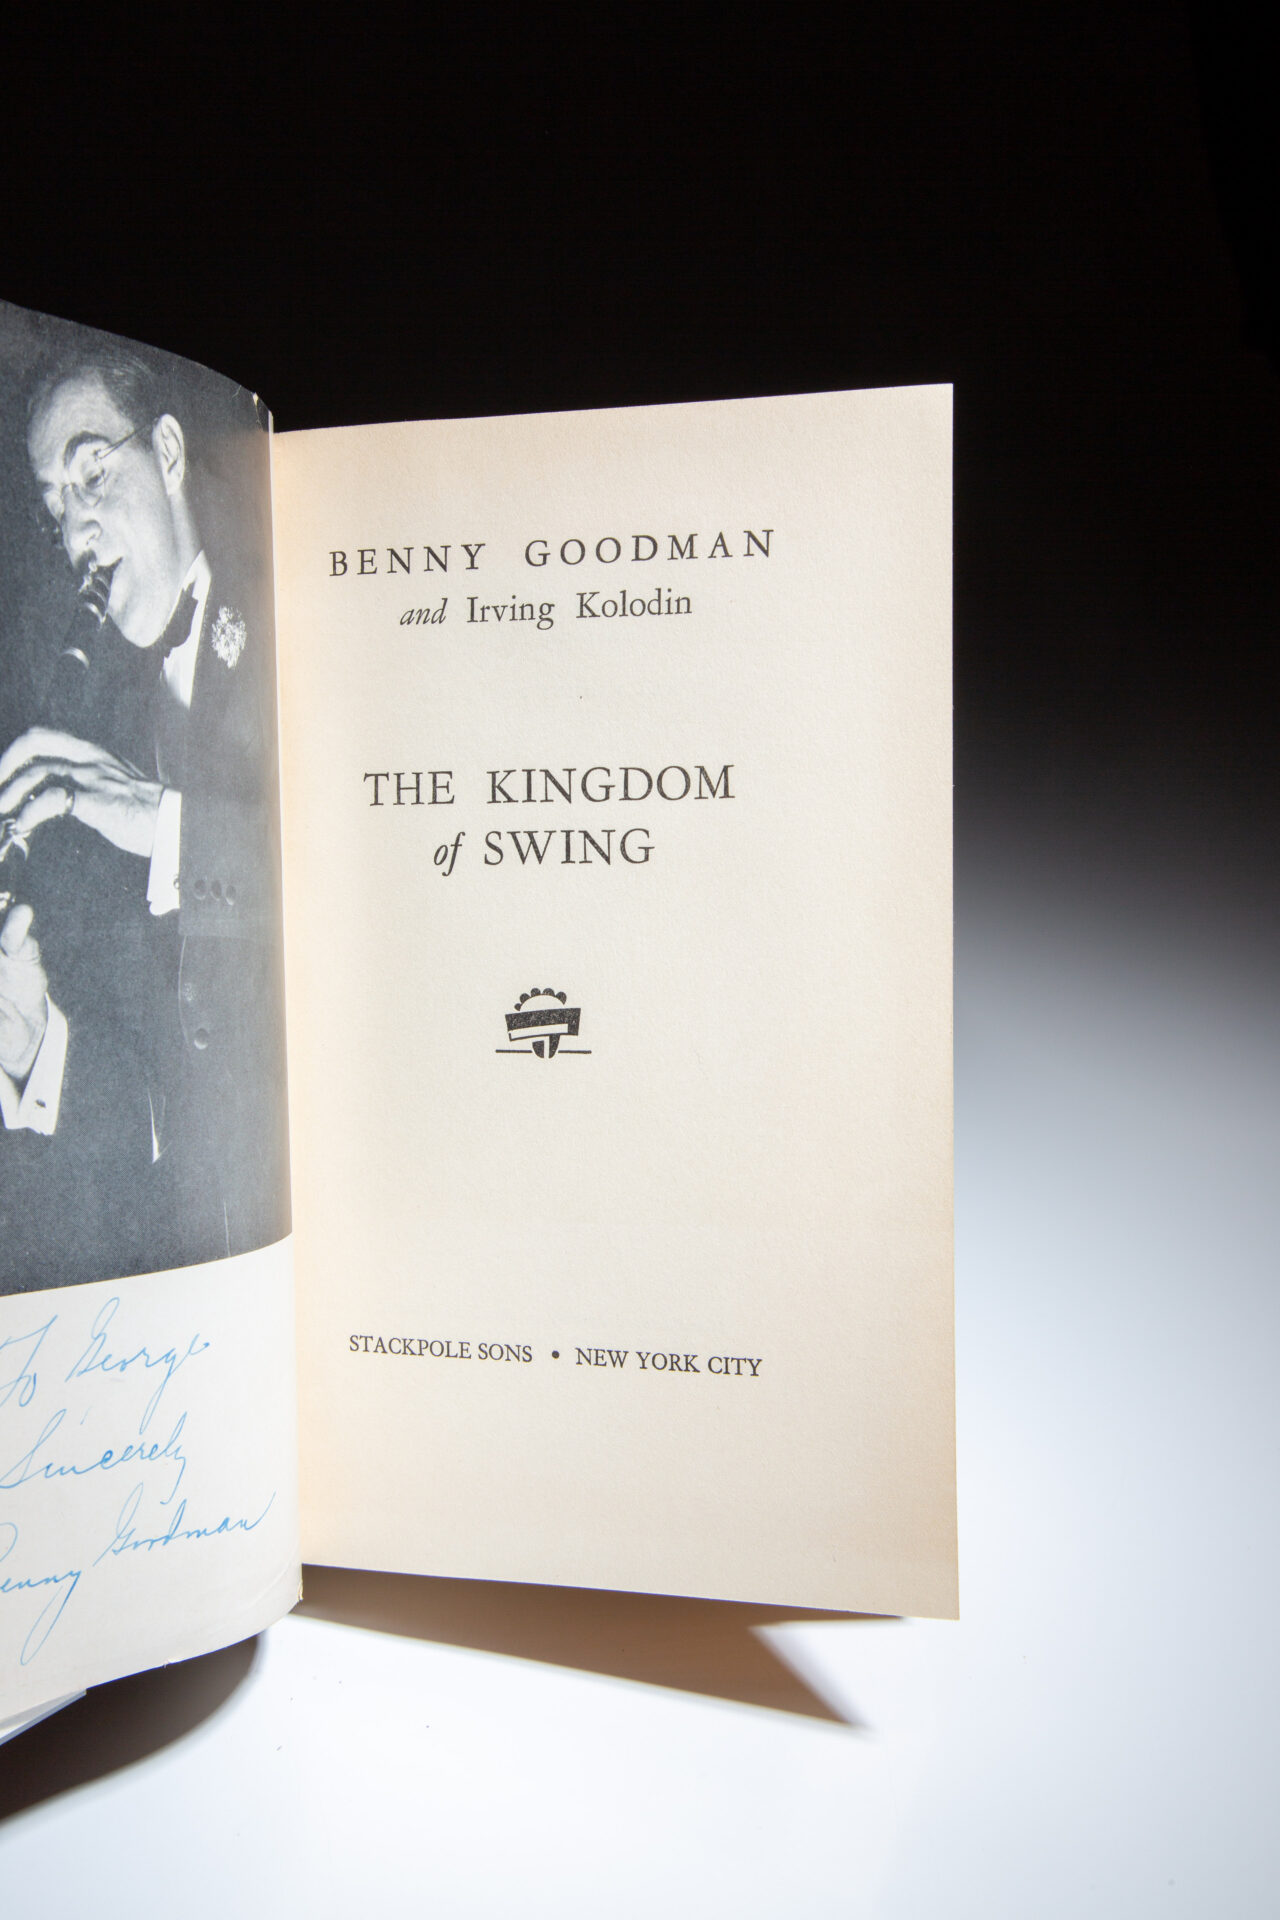 To George
Sincerely
Benny Goodman
BENNY GOODMAN
and Irving Kolodin
THE KINGDOM
of SWING
STACKPOLE SONS • NEW YORK CITY